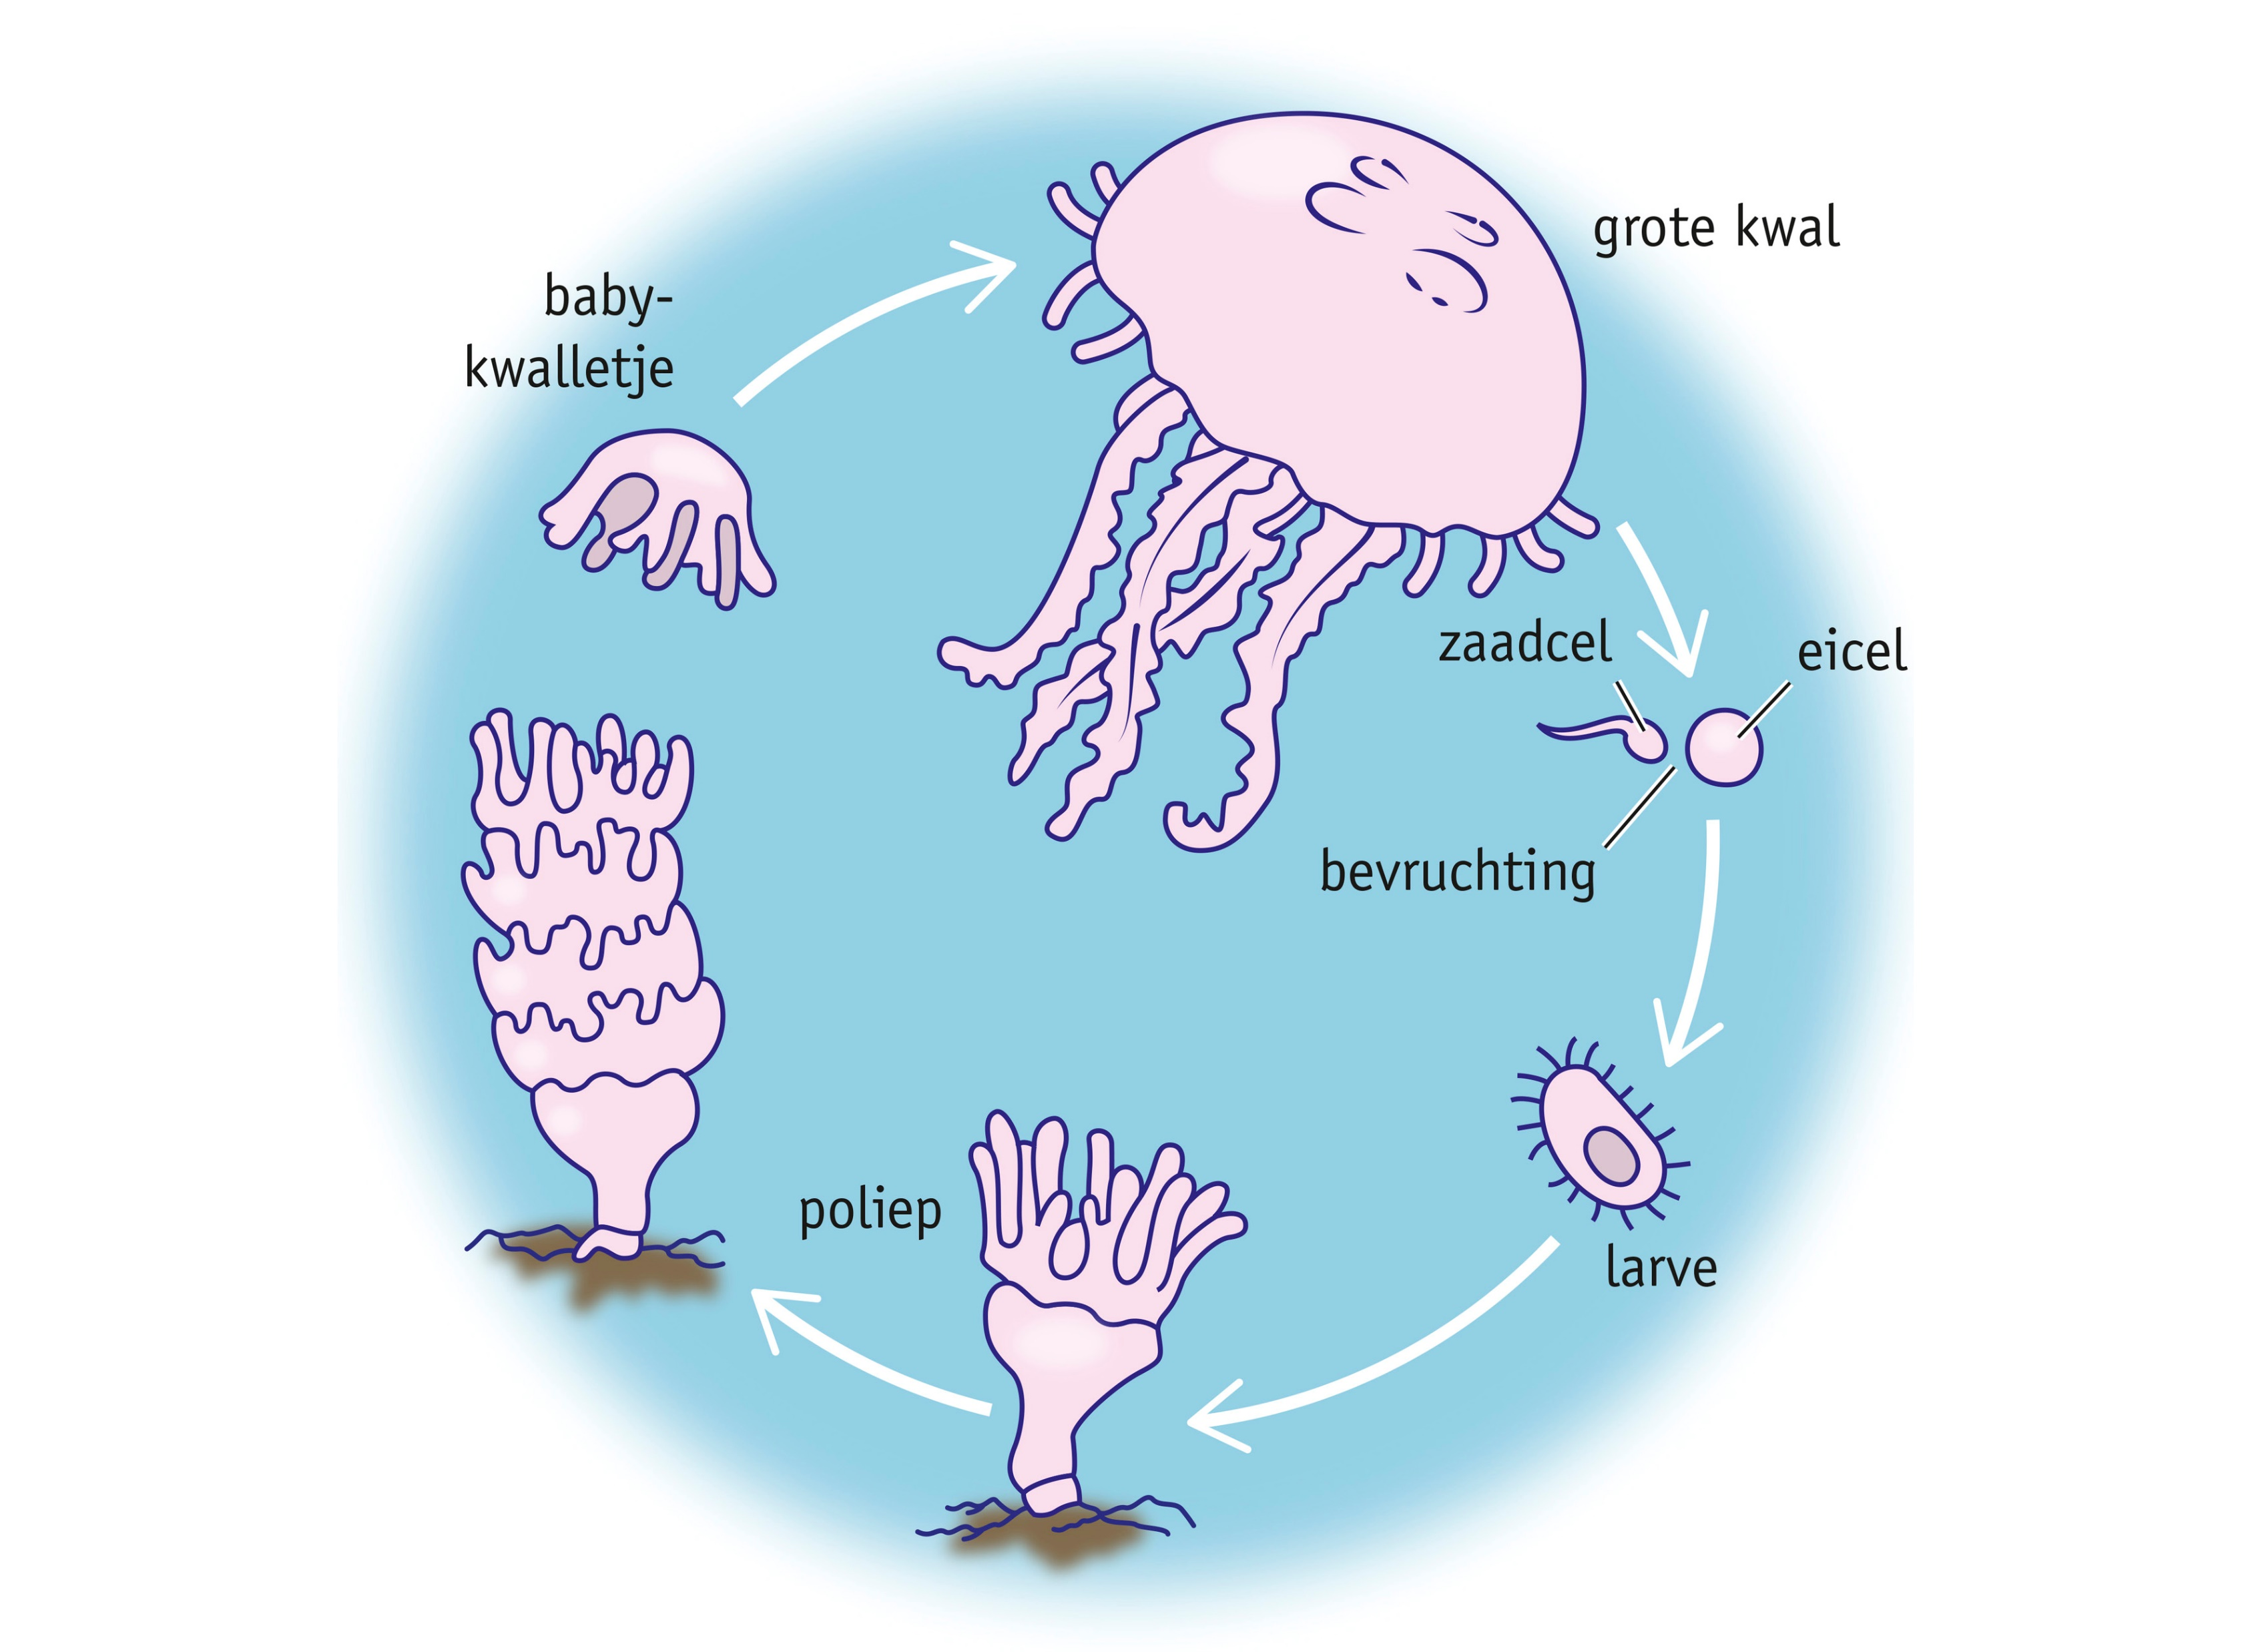 grote kwal
baby-
kwalletje
zaadcel
eicel
bevruchting
larve
poliep